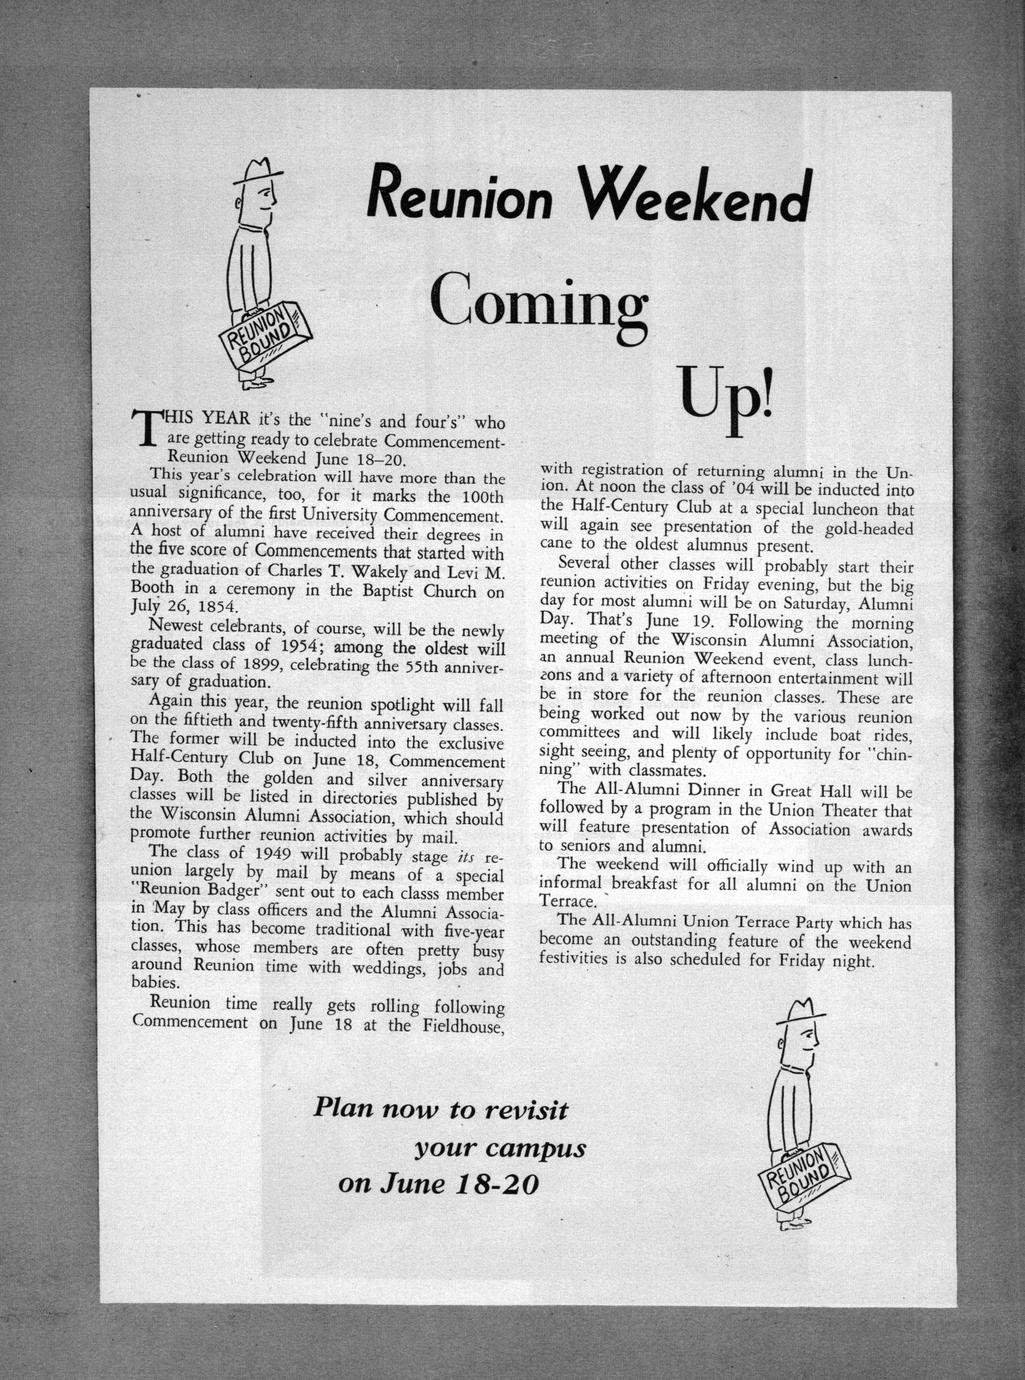 Reunion Weekend
Coming
Up!
REUNION
BOUND
THIS YEAR it's the "nine's and four's" who
are getting ready to celebrate Commencement-
Reunion Weekend June 18–20.
This year's celebration will have more than the
usual significance, too, for it marks the 100th
anniversary of the first University Commencement.
A host of alumni have received their degrees in
the five score of Commencements that started with
the graduation of Charles T. Wakely and Levi M.
Booth in a ceremony in the Baptist Church on
July 26, 1854.
Newest celebrants, of course, will be the newly
graduated class of 1954; among the oldest will
be the class of 1899, celebrating the 55th anniver-
sary of graduation.
Again this year, the reunion spotlight will fall
on the fiftieth and twenty-fifth anniversary classes.
The former will be inducted into the exclusive
Half-Century Club on June 18, Commencement
Day. Both the golden and silver anniversary
classes will be listed in directories published by
the Wisconsin Alumni Association, which should
promote further reunion activities by mail.
The class of 1949 will probably stage its re-
union largely by mail by means of a special
"Reunion Badger" sent out to each classs member
in May by class officers and the Alumni Associa-
tion. This has become traditional with five-year
classes, whose members are often pretty busy
around Reunion time with weddings, jobs and
babies.
Reunion time really gets rolling following
Commencement on June 18 at the Fieldhouse,
with registration of returning alumni in the Un-
ion. At noon the class of '04 will be inducted into
the Half-Century Club at a special luncheon that
will again see presentation of the gold-headed
cane to the oldest alumnus present.
Several other classes will probably start their
reunion activities on Friday evening, but the big
day for most alumni will be on Saturday, Alumni
Day. That's June 19. Following the morning
meeting of the Wisconsin Alumni Association,
an annual Reunion Weekend event, class lunch-
eons and a variety of afternoon entertainment will
be in store for the reunion classes. These are
being worked out now by the various reunion
committees and will likely include boat rides,
sight seeing, and plenty of opportunity for "chin-
ning" with classmates.
The All-Alumni Dinner in Great Hall will be
followed by a program in the Union Theater that
will feature presentation of Association awards
to seniors and alumni.
The weekend will officially wind up with an
informal breakfast for all alumni on the Union
Terrace.
The All-Alumni Union Terrace Party which has
become an outstanding feature of the weekend
festivities is also scheduled for Friday night.
Plan now to revisit
your campus
on June 18-20
REUNION
BOUND